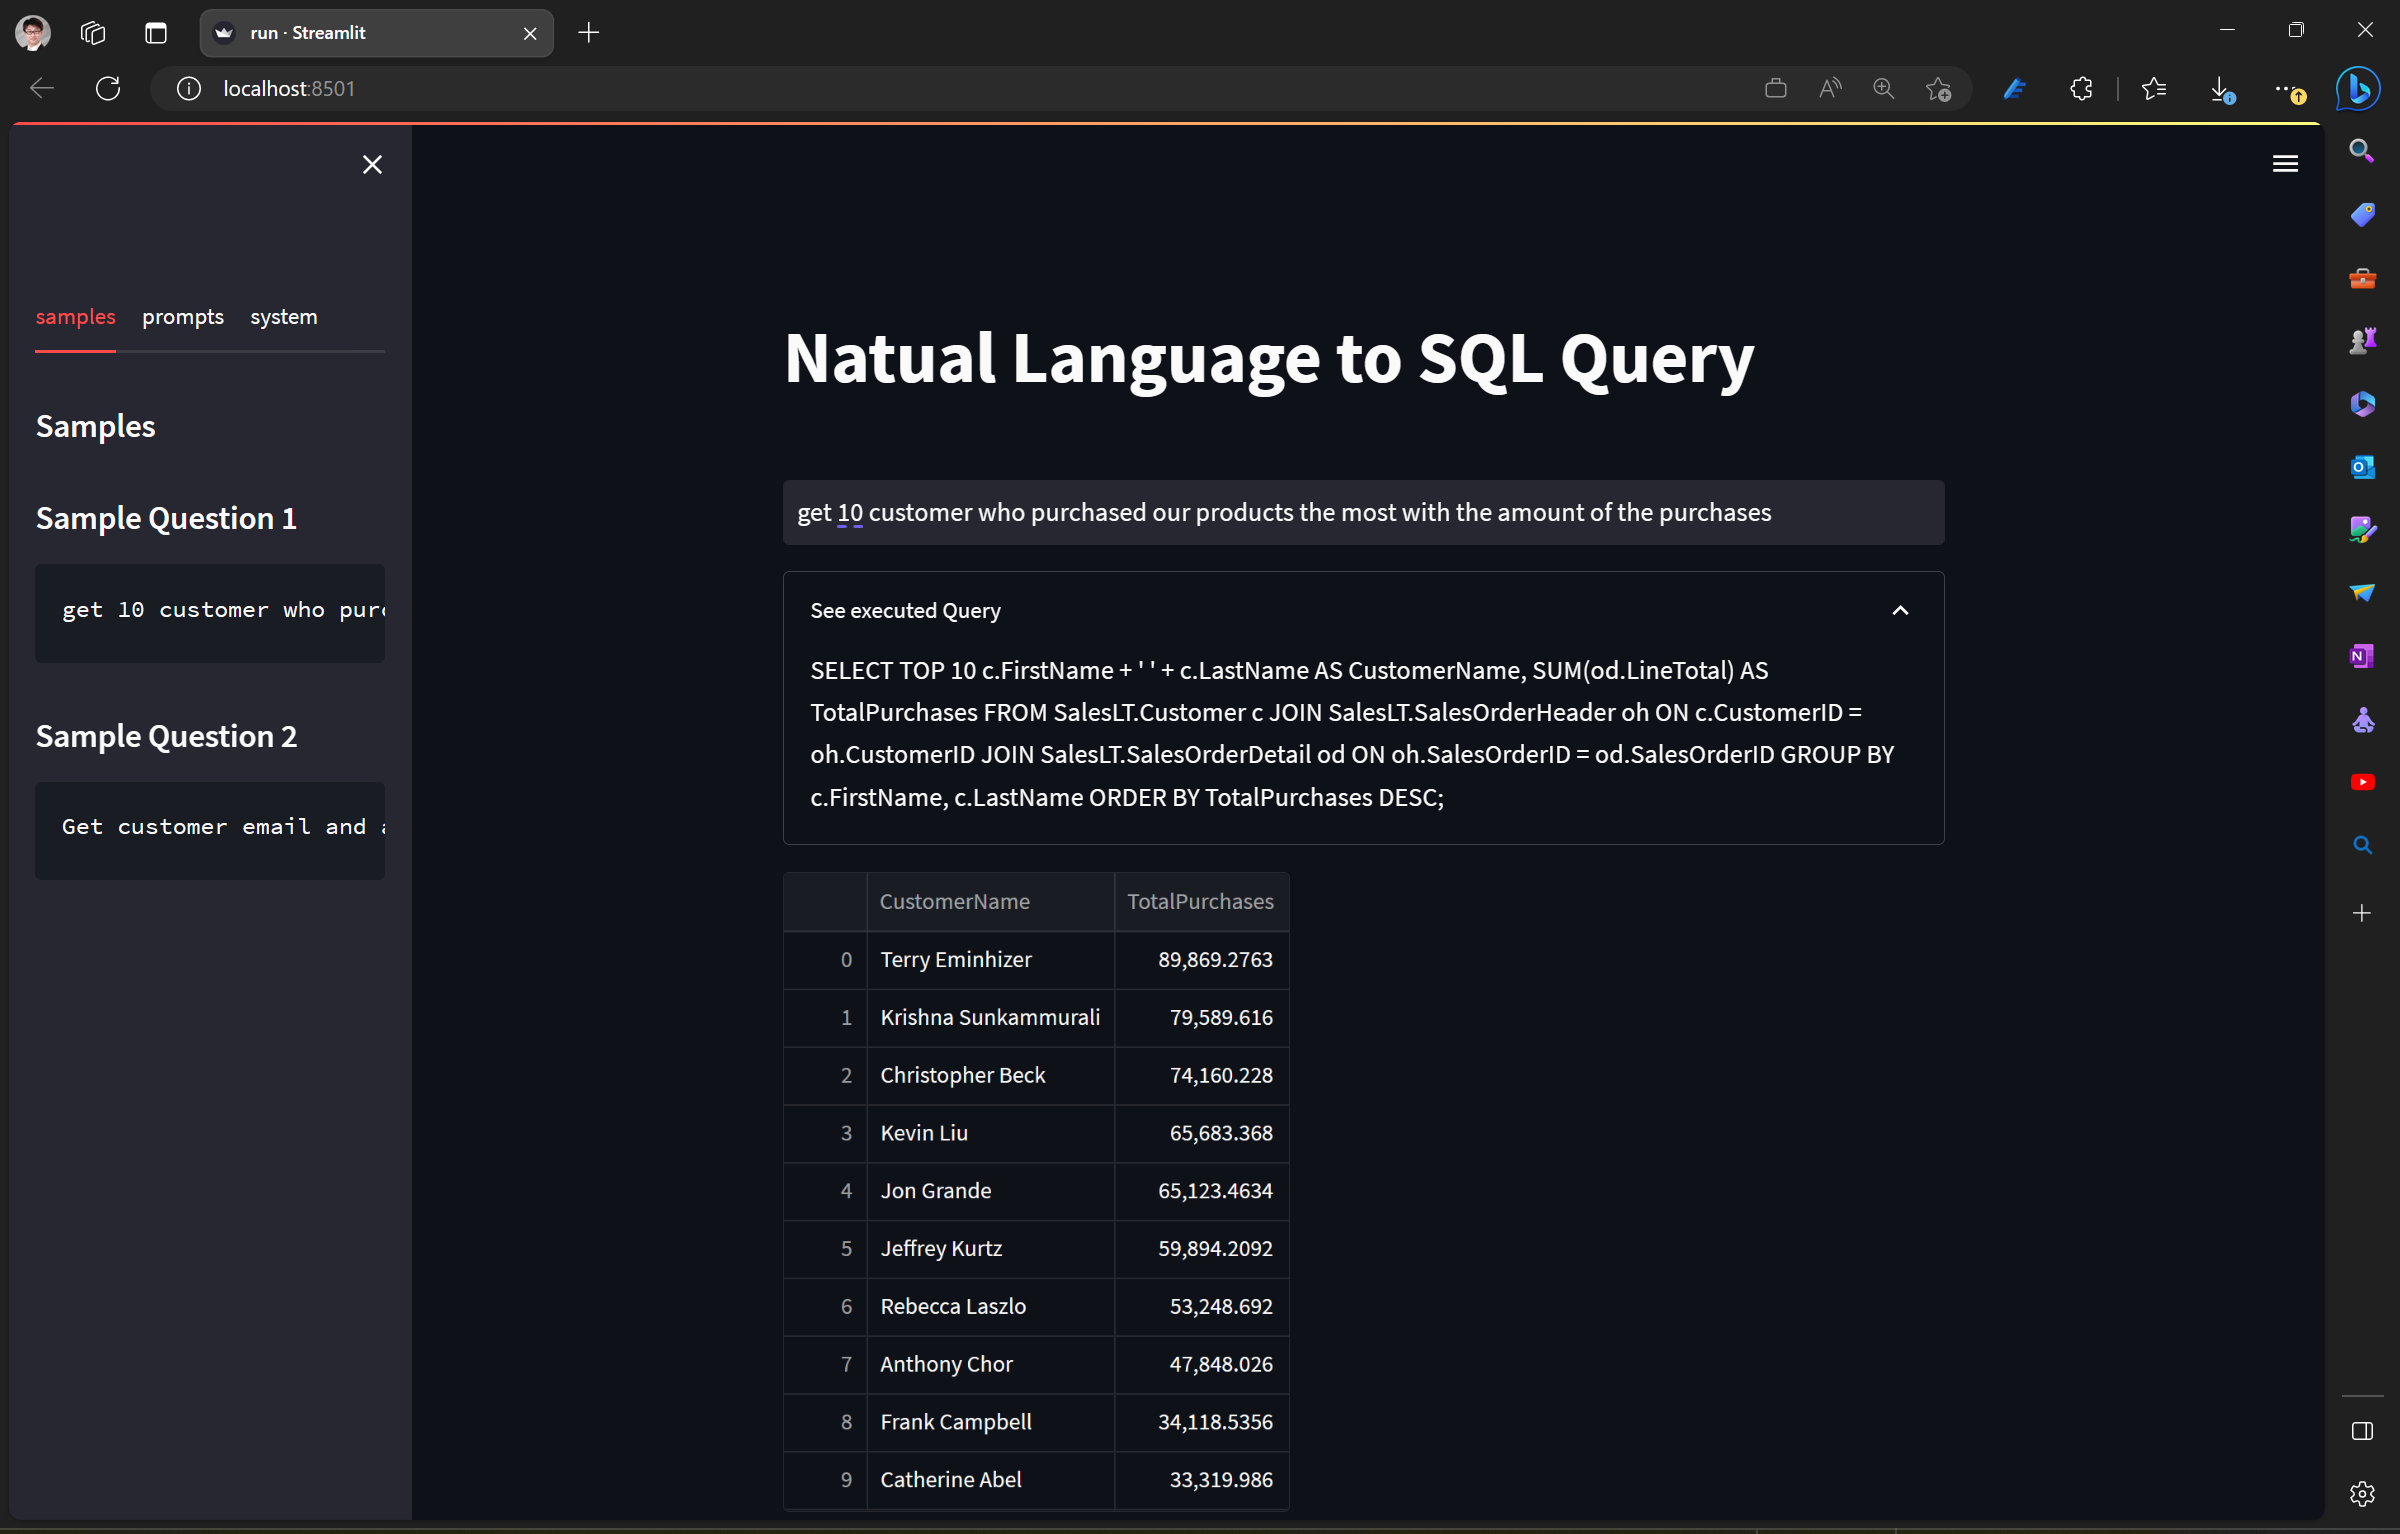 run · Streamlit
localhost:8501
samples prompts system
Samples
Sample Question 1
get 10 customer who purc
Sample Question 2
Get customer email and a
Natual Language to SQL Query
get 10 customer who purchased our products the most with the amount of the purchases
See executed Query
SELECT TOP 10 c.FirstName + ' ' + c.LastName AS CustomerName, SUM(od.LineTotal) AS
TotalPurchases FROM SalesLT.Customer c JOIN SalesLT.SalesOrderHeader oh ON c.CustomerID =
oh.CustomerID JOIN SalesLT.SalesOrderDetail od ON oh.SalesOrderID = od.SalesOrderID GROUP BY
c.FirstName, c.LastName ORDER BY TotalPurchases DESC;
CustomerName TotalPurchases
0 Terry Eminhizer 89,869.2763
1 Krishna Sunkammurali 79,589.616
2 Christopher Beck 74,160.228
3 Kevin Liu 65,683.368
4 Jon Grande 65,123.4634
5 Jeffrey Kurtz 59,894.2092
6 Rebecca Laszlo 53,248.692
7 Anthony Chor 47,848.026
8 Frank Campbell 34,118.5356
9 Catherine Abel 33,319.986